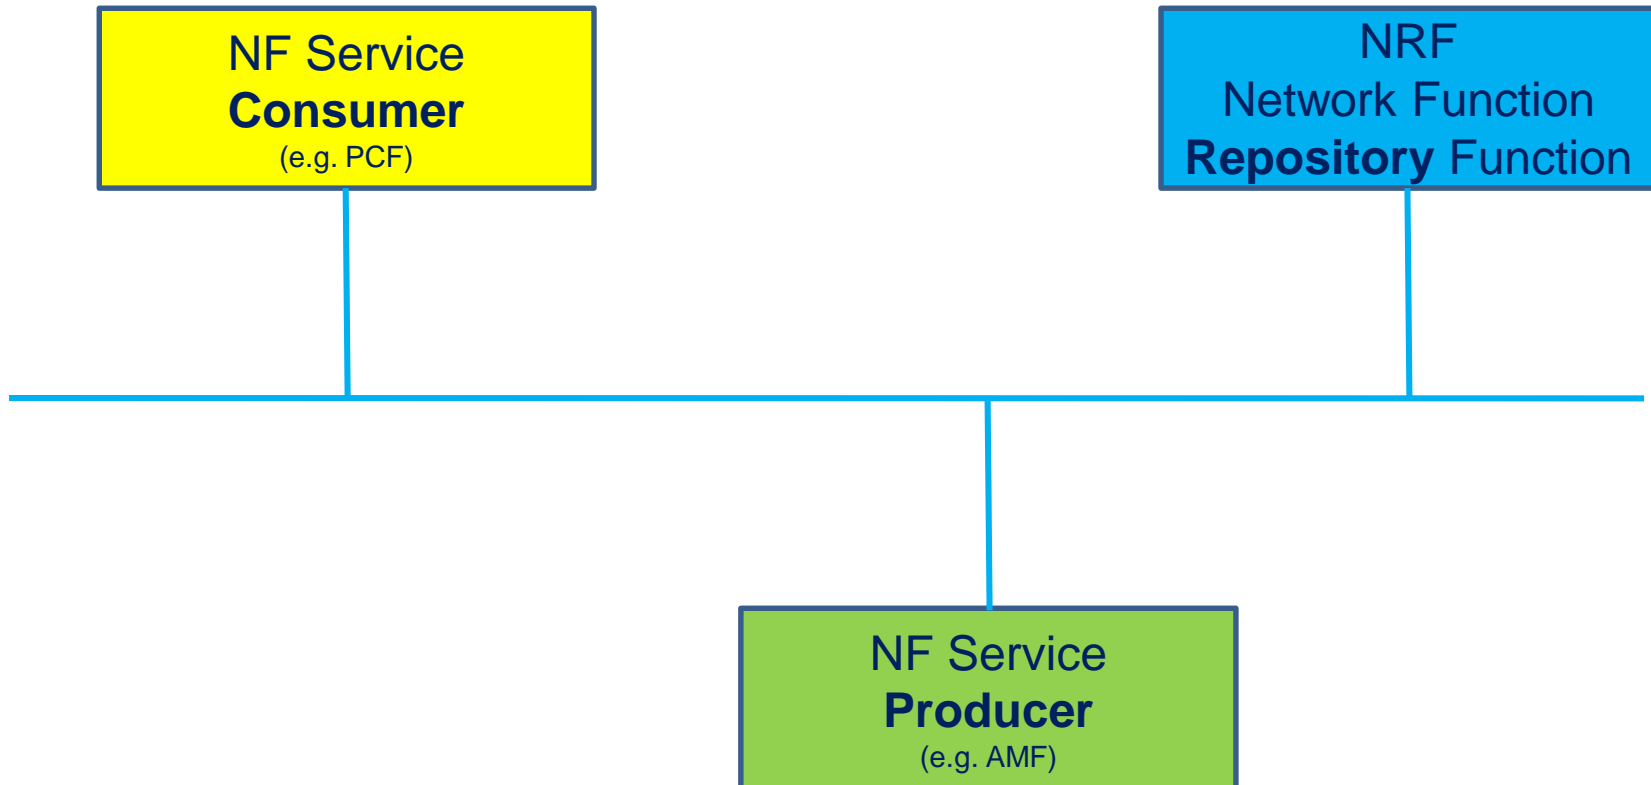 NF Service
Consumer
(e.g. PCF)
NRF
Network Function
Repository Function
NF Service
Producer
(e.g. AMF)